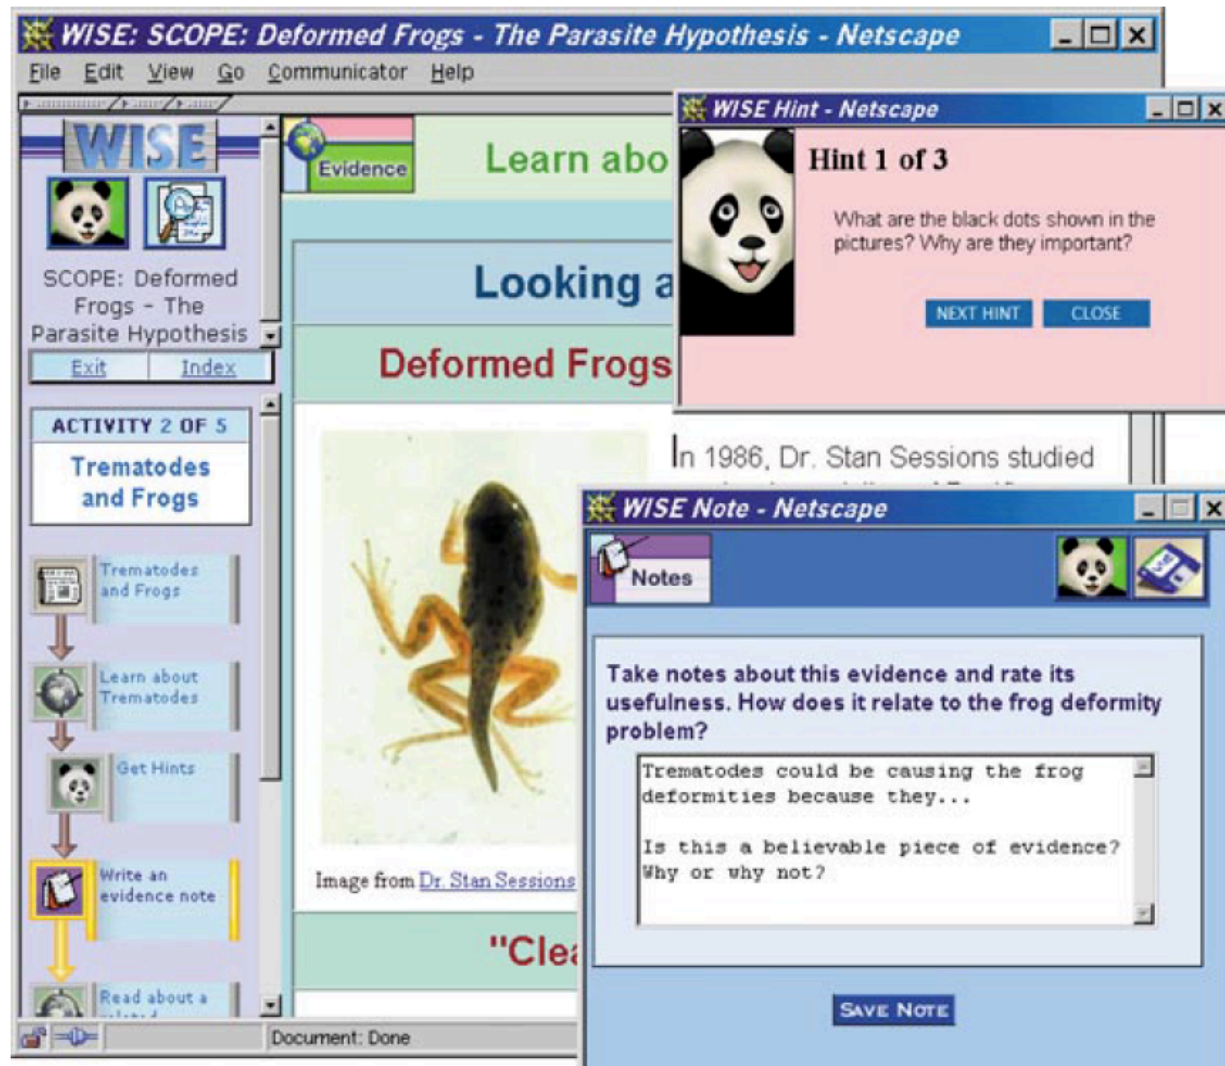 WISE: SCOPE: Deformed Frogs - The Parasite Hypothesis - Netscape
File Edit View Go Communicator Help
WISE
SCOPE: Deformed
Frogs - The
Parasite Hypothesis
Exit Index
ACTIVITY 2 OF 5
Trematodes
and Frogs
Trematodes
and Frogs
Learn about
Trematodes
Get Hints
Write an
evidence note
Read about a
related
Evidence
Learn abo
Looking a
Deformed Frogs
In 1986, Dr. Stan Sessions studied
Image from Dr. Stan Sessions
"Clea
Document: Done
WISE Hint - Netscape
Hint 1 of 3
What are the black dots shown in the
pictures? Why are they important?
NEXT HINT CLOSE
WISE Note - Netscape
Notes
Take notes about this evidence and rate its
usefulness. How does it relate to the frog deformity
problem?
Trematodes could be causing the frog
deformities because they...
Is this a believable piece of evidence?
Why or why not?
SAVE NOTE